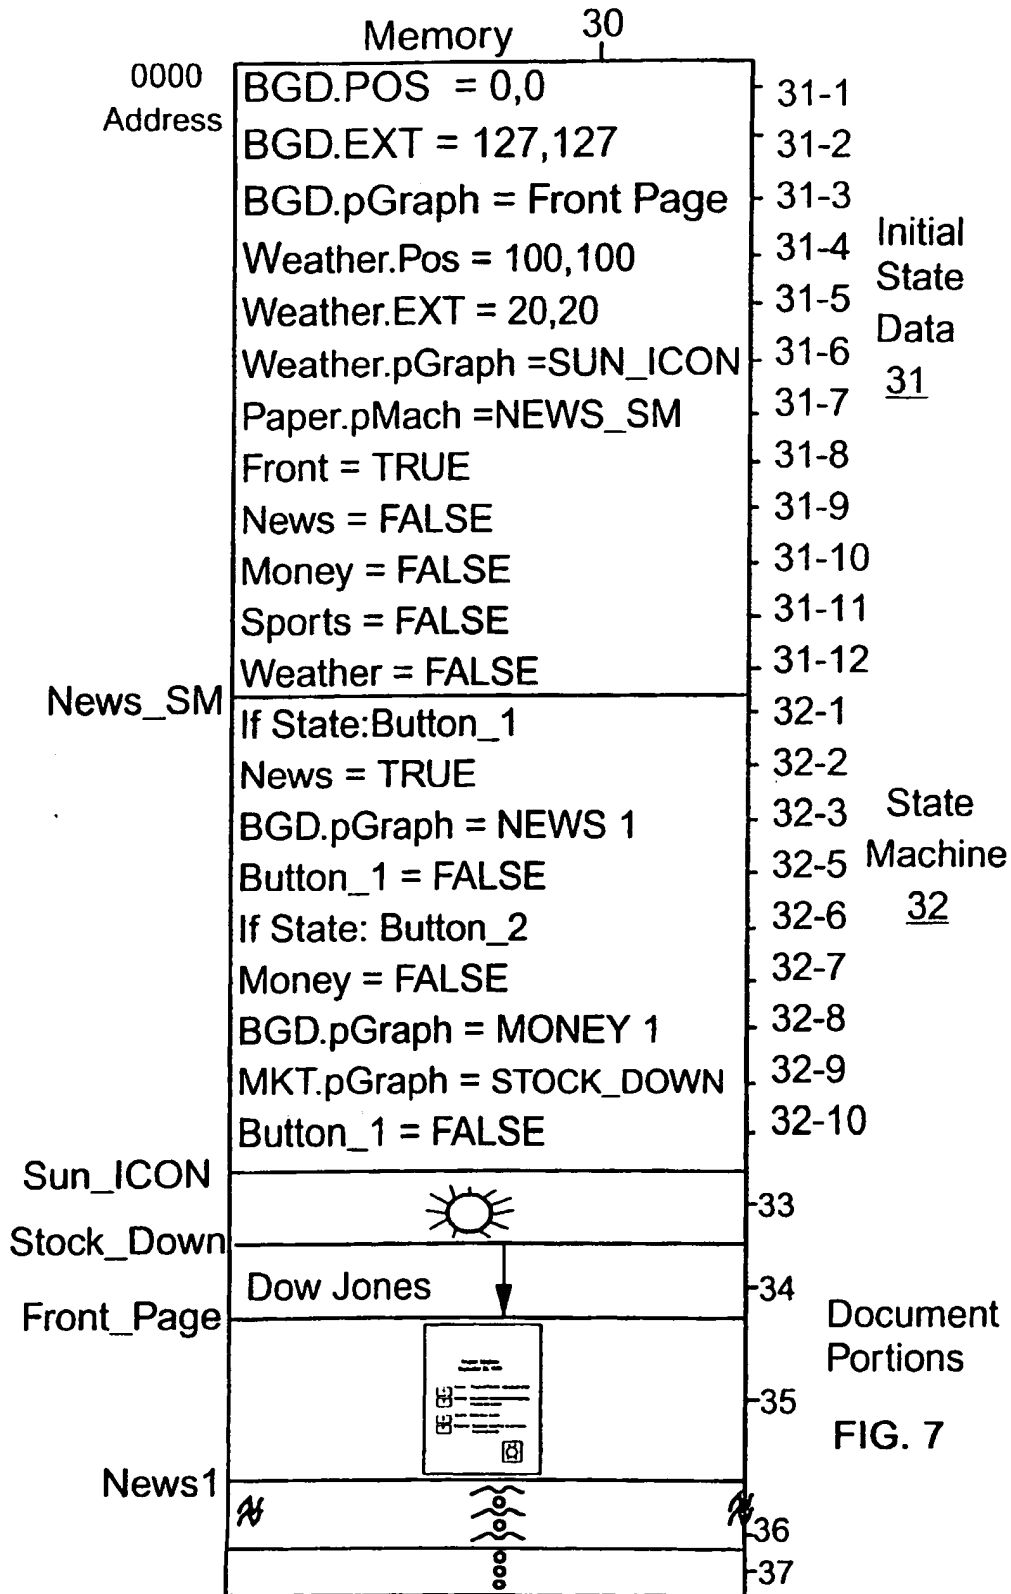 Memory 30
0000
Address
BGD.POS = 0,0 31-1
BGD.EXT = 127,127 31-2
BGD.pGraph = Front Page 31-3
Weather.Pos = 100,100 31-4
Weather.EXT = 20,20 31-5
Weather.pGraph =SUN_ICON 31-6
Paper.pMach =NEWS_SM 31-7
Front = TRUE 31-8
News = FALSE 31-9
Money = FALSE 31-10
Sports = FALSE 31-11
Weather = FALSE 31-12
Initial
State
Data
31
News_SM
If State:Button_1 32-1
News = TRUE 32-2
BGD.pGraph = NEWS 1 32-3
Button_1 = FALSE 32-5
If State: Button_2 32-6
Money = FALSE 32-7
BGD.pGraph = MONEY 1 32-8
MKT.pGraph = STOCK_DOWN 32-9
Button_1 = FALSE 32-10
State
Machine
32
Sun_ICON
33
Stock_Down
Dow Jones 34
Front_Page
35
Document
Portions
FIG. 7
News1
36
37